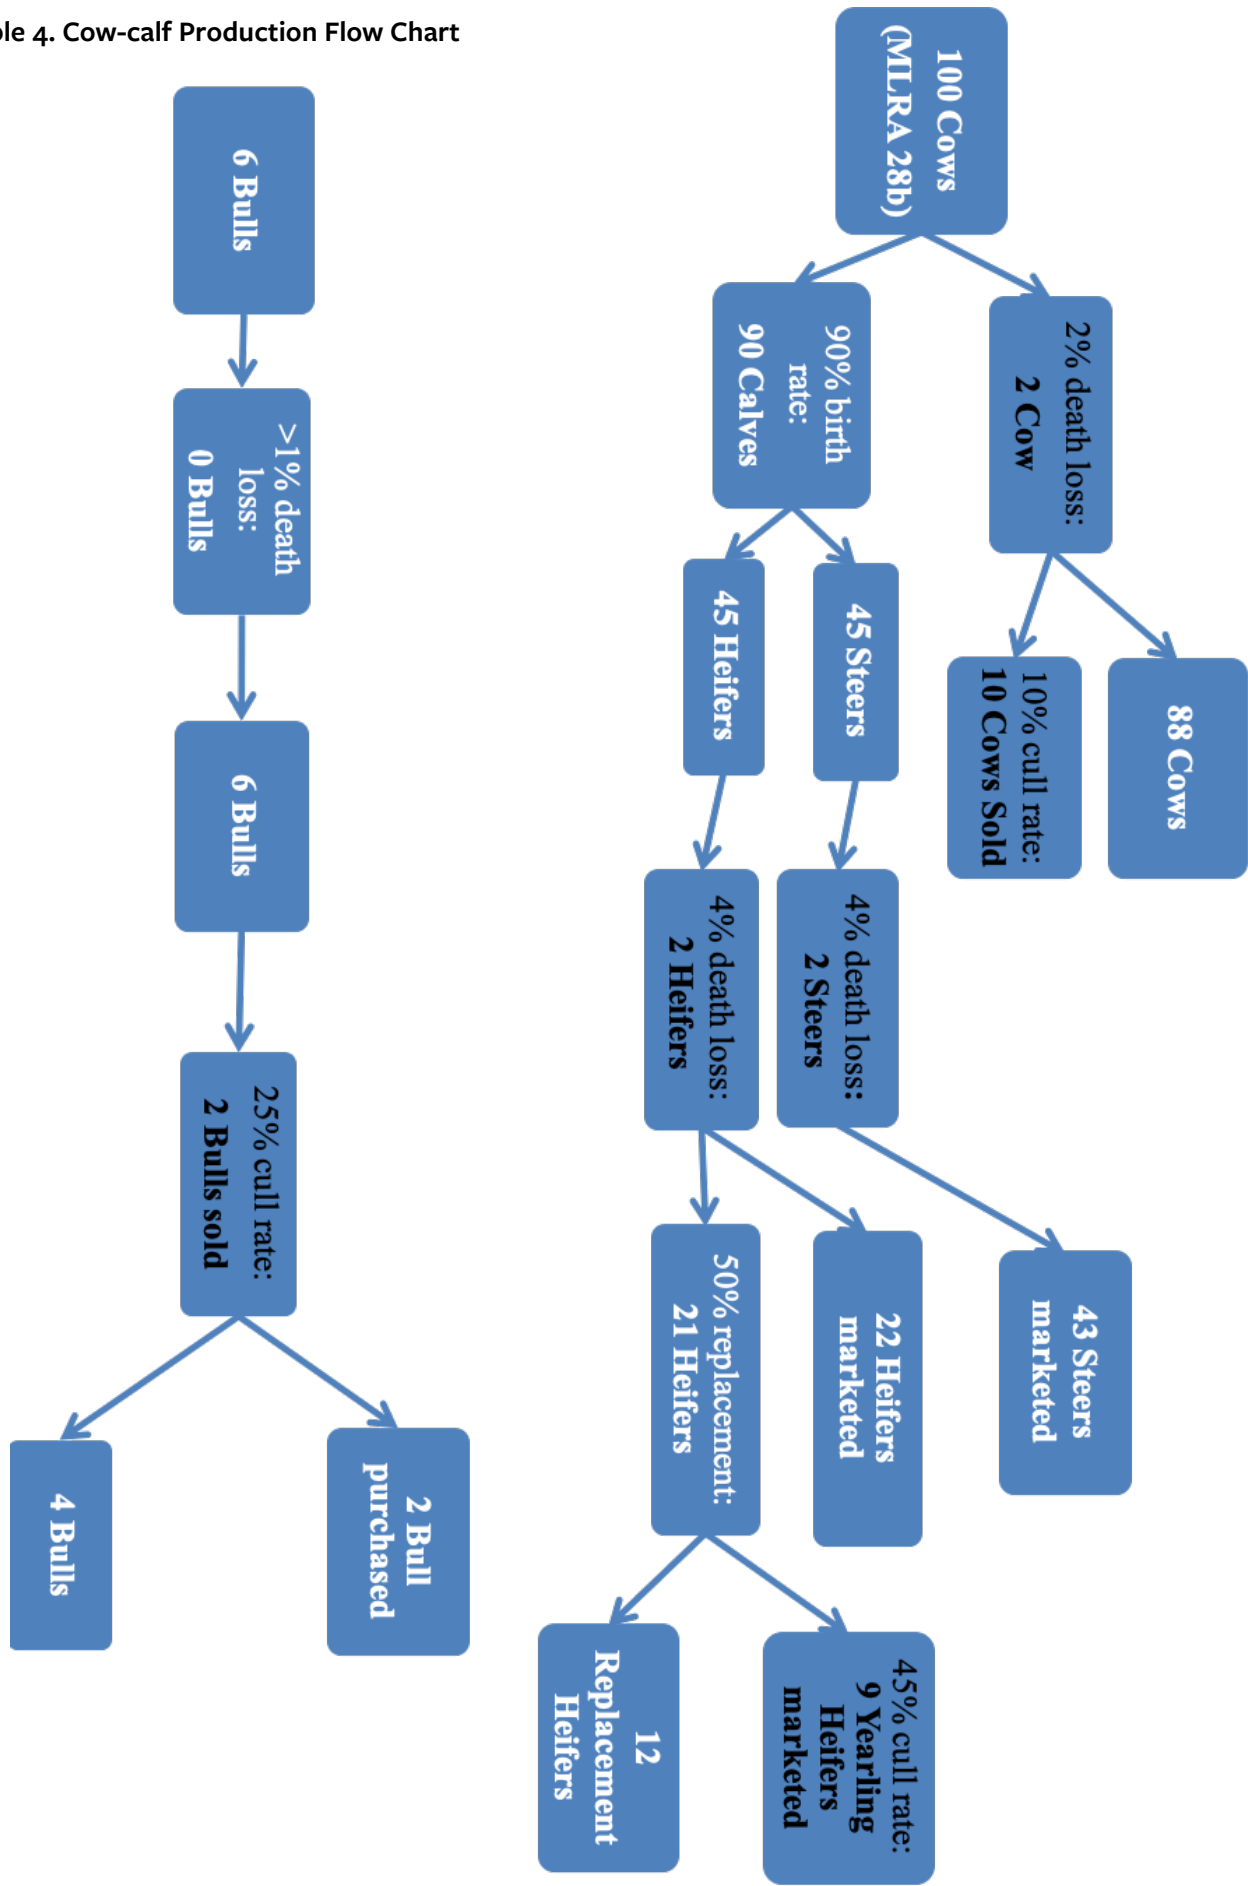 le 4. Cow-calf Production Flow Chart
100 Cows
(MLRA 28b)
2% death loss:
2 Cow
88 Cows
10% cull rate:
10 Cows Sold
90% birth
rate:
90 Calves
45 Steers
4% death loss:
2 Steers
43 Steers
marketed
45 Heifers
4% death loss:
2 Heifers
22 Heifers
marketed
50% replacement:
21 Heifers
45% cull rate:
9 Yearling
Heifers
marketed
12
Replacement
Heifers
6 Bulls
>1% death
loss:
0 Bulls
6 Bulls
25% cull rate:
2 Bulls sold
2 Bull
purchased
4 Bulls